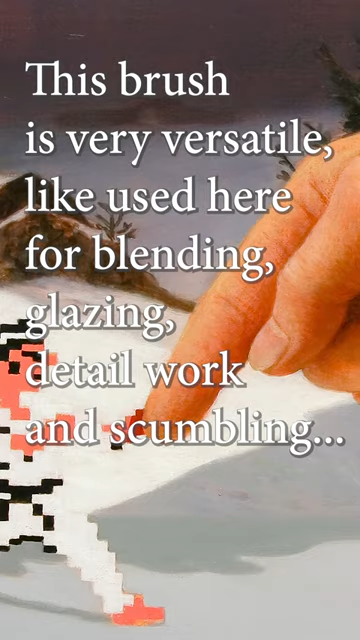 This brush
is very versatile,
like used here
for blending,
glazing,
detail work
and scumbling...